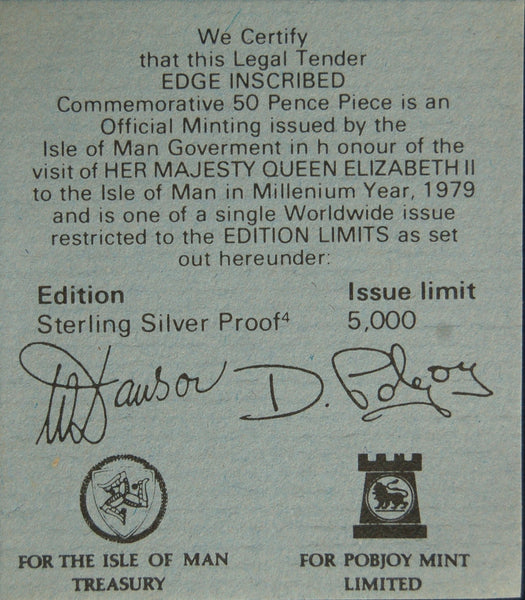 We Certify
that this Legal Tender
EDGE INSCRIBED
Commemorative 50 Pence Piece is an
Official Minting issued by the
Isle of Man Goverment in h onour of the
visit of HER MAJESTY QUEEN ELIZABETH II
to the Isle of Man in Millenium Year, 1979
and is one of a single Worldwide issue
restricted to the EDITION LIMITS as set
out hereunder:
Edition Issue limit
Sterling Silver Proof⁴ 5,000
D. Pobjoy
FOR THE ISLE OF MAN
TREASURY
FOR POBJOY MINT
LIMITED